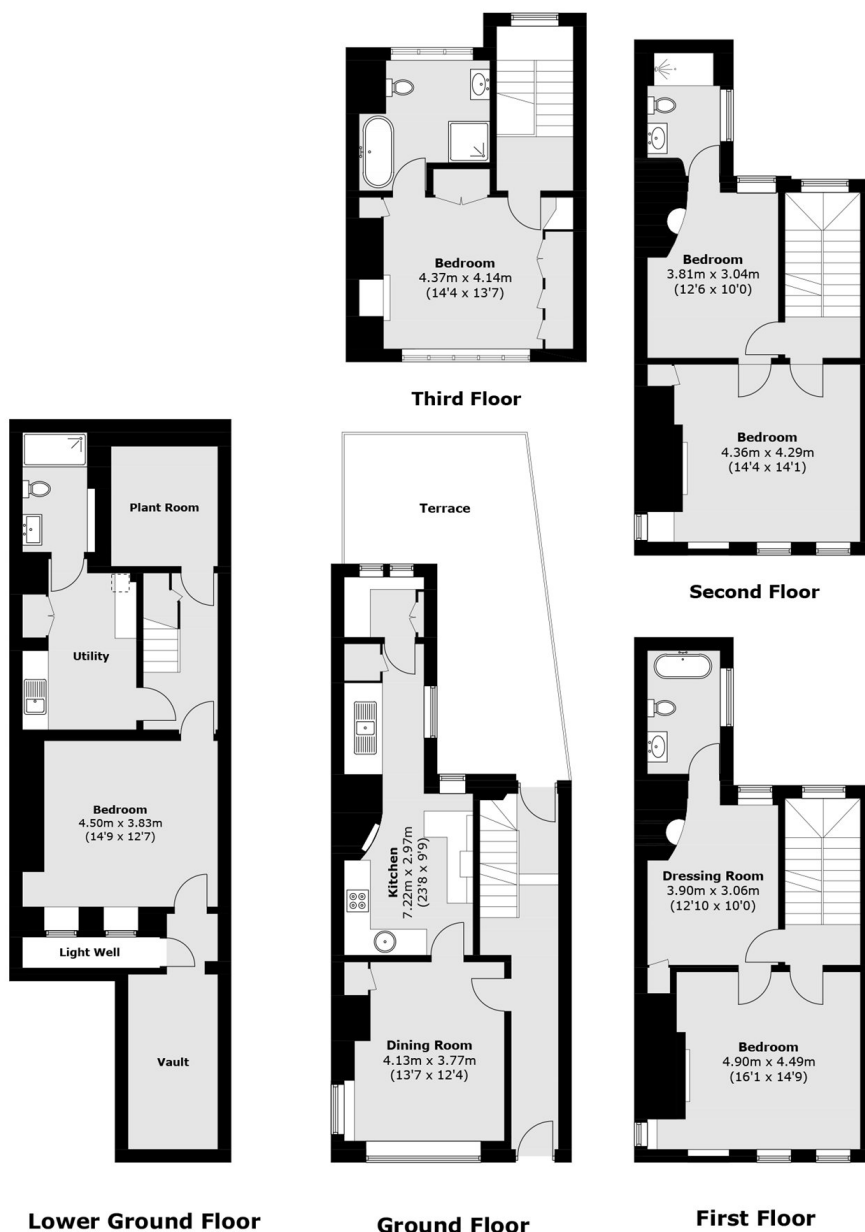 Bedroom
4.37m x 4.14m
(14'4 x 13'7)
Third Floor
Bedroom
3.81m x 3.04m
(12'6 x 10'0)
Bedroom
4.36m x 4.29m
(14'4 x 14'1)
Second Floor
Plant Room
Utility
Bedroom
4.50m x 3.83m
(14'9 x 12'7)
Light Well
Vault
Lower Ground Floor
Terrace
Kitchen
7.22m x 2.97m
(23'8 x 9'9)
Dining Room
4.13m x 3.77m
(13'7 x 12'4)
Ground Floor
Dressing Room
3.90m x 3.06m
(12'10 x 10'0)
Bedroom
4.90m x 4.49m
(16'1 x 14'9)
First Floor